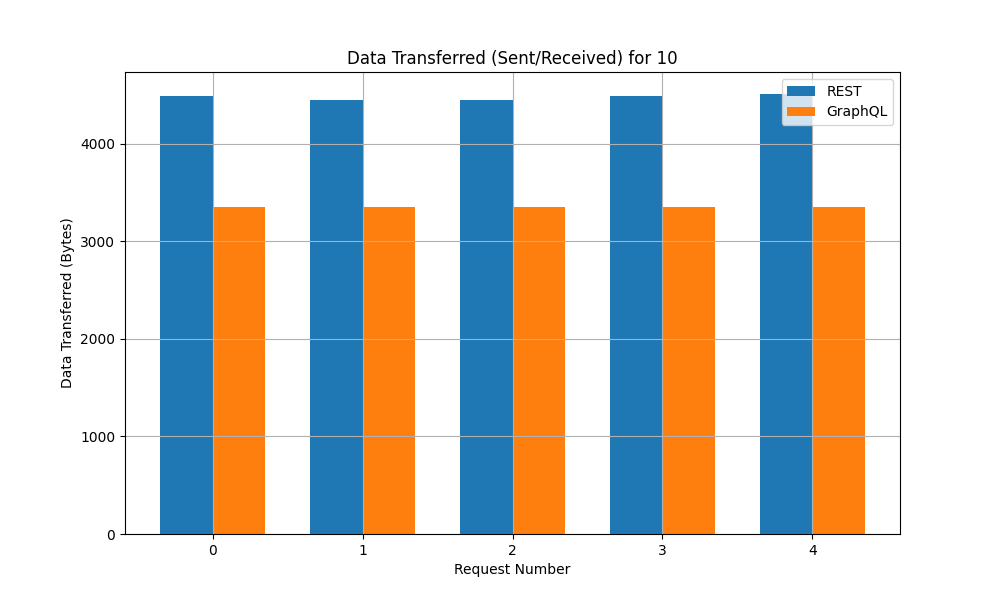 Data Transferred (Sent/Received) for 10
REST
GraphQL
Data Transferred (Bytes)
4000
3000
2000
1000
0
0 1 2 3 4
Request Number